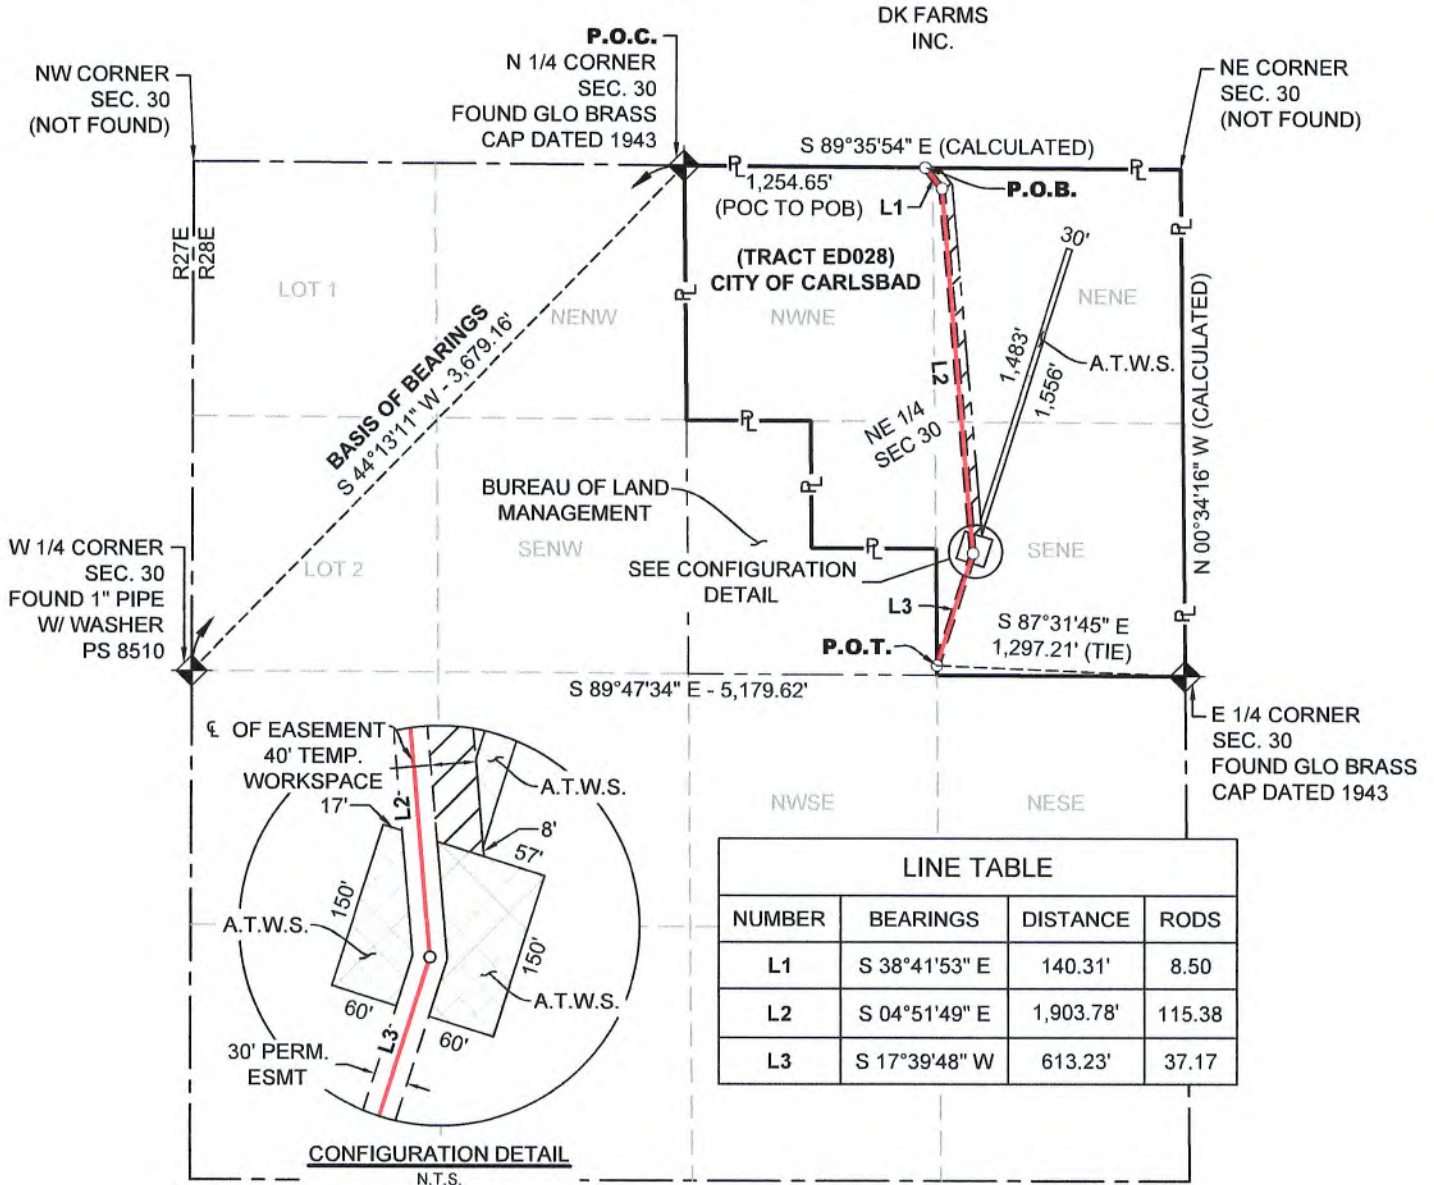 DK FARMS
INC.
P.O.C.
N 1/4 CORNER
SEC. 30
FOUND GLO BRASS
CAP DATED 1943
NW CORNER
SEC. 30
(NOT FOUND)
NE CORNER
SEC. 30
(NOT FOUND)
S 89°35'54" E (CALCULATED)
PL
PL
1,254.65'
(POC TO POB)
L1
P.O.B.
R27E
R28E
(TRACT ED028)
CITY OF CARLSBAD
30'
PL
PL
LOT 1
NENW
NWNE
NENE
BASIS OF BEARINGS
S 44°13'11" W - 3,679.16'
L2
1,483'
1,556'
A.T.W.S.
N 00°34'16" W (CALCULATED)
NE 1/4
SEC 30
PL
BUREAU OF LAND
MANAGEMENT
PL
W 1/4 CORNER
SEC. 30
FOUND 1" PIPE
W/ WASHER
PS 8510
LOT 2
SENW
PL
SENE
SEE CONFIGURATION
DETAIL
L3
PL
S 87°31'45" E
1,297.21' (TIE)
P.O.T.
S 89°47'34" E - 5,179.62'
E 1/4 CORNER
SEC. 30
FOUND GLO BRASS
CAP DATED 1943
℄ OF EASEMENT
40' TEMP.
WORKSPACE
17'
L2
A.T.W.S.
8'
57'
150'
A.T.W.S.
150'
A.T.W.S.
60'
L3
60'
30' PERM.
ESMT
CONFIGURATION DETAIL
N.T.S.
NWSE
NESE
LINE TABLE
NUMBER BEARINGS DISTANCE RODS
L1 S 38°41'53" E 140.31' 8.50
L2 S 04°51'49" E 1,903.78' 115.38
L3 S 17°39'48" W 613.23' 37.17